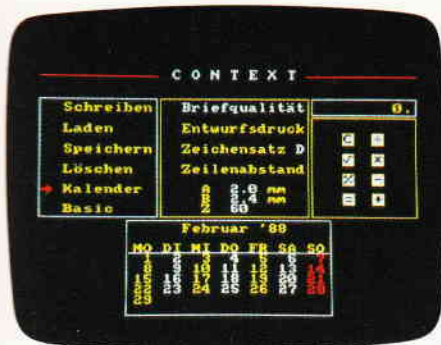 CONTEXT
Schreiben
Laden
Speichern
Löschen
→ Kalender
Basic
Briefqualität
Entwurfsdruck
Zeichensatz D
Zeilenabstand
A 2.0 mm
B 2.4 mm
Z 60
0.
C ÷
√ ×
% −
= +
Februar '88
MO DI MI DO FR SA SO
1 2 3 4 5 6 7
8 9 10 11 12 13 14
15 16 17 18 19 20 21
22 23 24 25 26 27 28
29